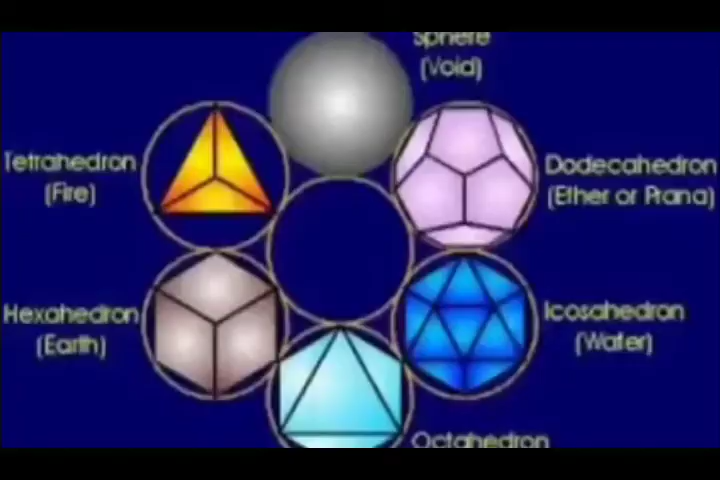 Sphere
(Void)
Tetrahedron
(Fire)
Dodecahedron
(Ether or Prana)
Hexahedron
(Earth)
Icosahedron
(Water)
Octahedron